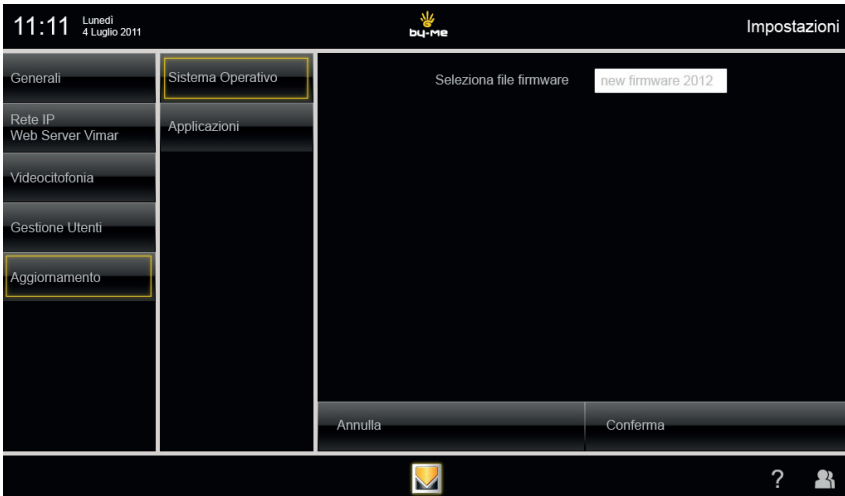 11:11
Lunedì
4 Luglio 2011
by-me
Impostazioni
Generali
Rete IP
Web Server Vimar
Videocitofonia
Gestione Utenti
Aggiornamento
Sistema Operativo
Applicazioni
Seleziona file firmware
new firmware 2012
Annulla
Conferma
?